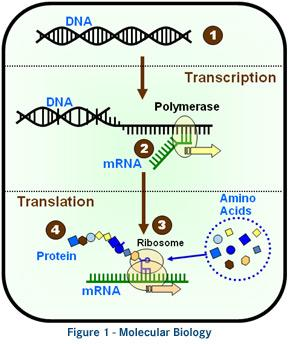 DNA
1
Transcription
DNA
Polymerase
2
mRNA
Translation
4
3
Amino
Acids
Protein
Ribosome
mRNA
Figure 1 - Molecular Biology